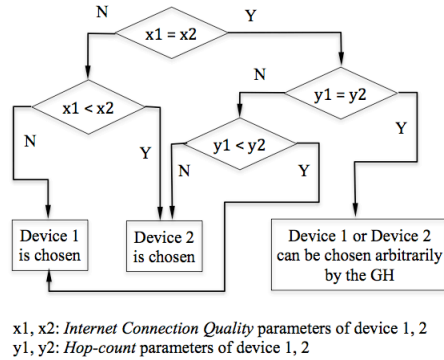 N
Y
x1 = x2
N
x1 < x2
y1 = y2
N
Y
y1 < y2
Y
N
Y
Device 1
is chosen
Device 2
is chosen
Device 1 or Device 2
can be chosen arbitrarily
by the GH
x1, x2: Internet Connection Quality parameters of device 1, 2
y1, y2: Hop-count parameters of device 1, 2